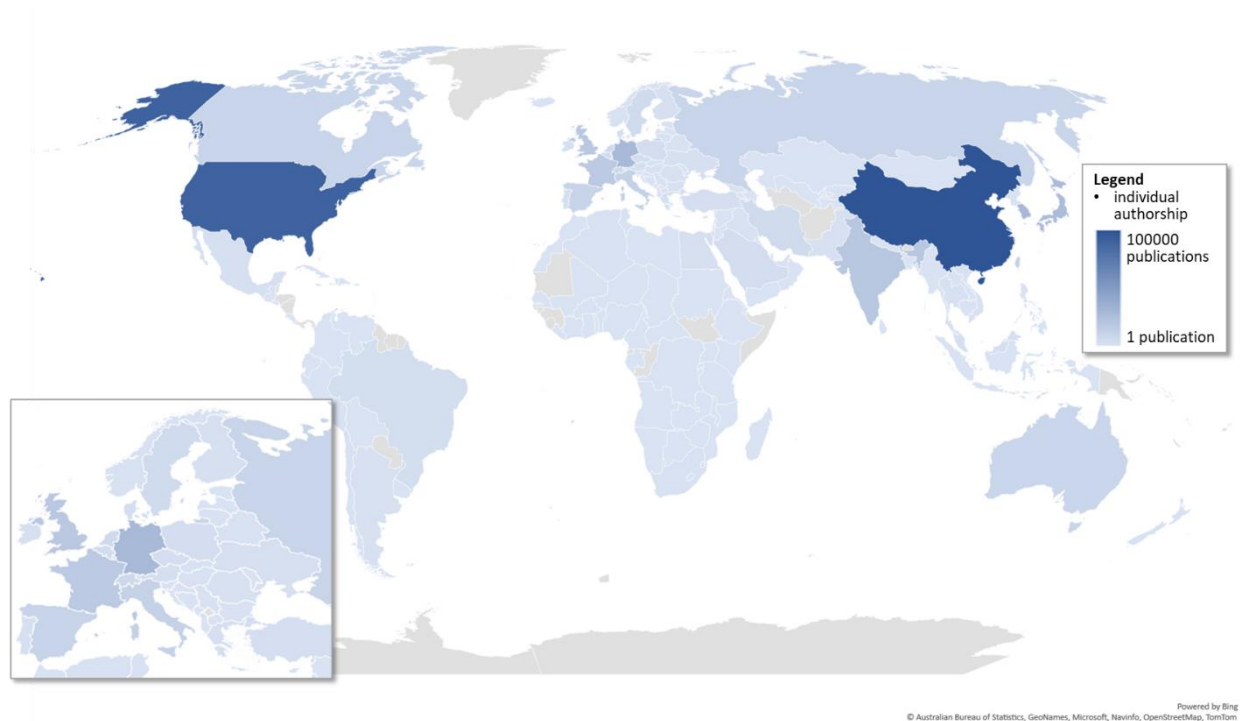 Legend
• individual
authorship
100000
publications
1 publication
Powered by Bing
© Australian Bureau of Statistics, GeoNames, Microsoft, Navinfo, OpenStreetMap, TomTom